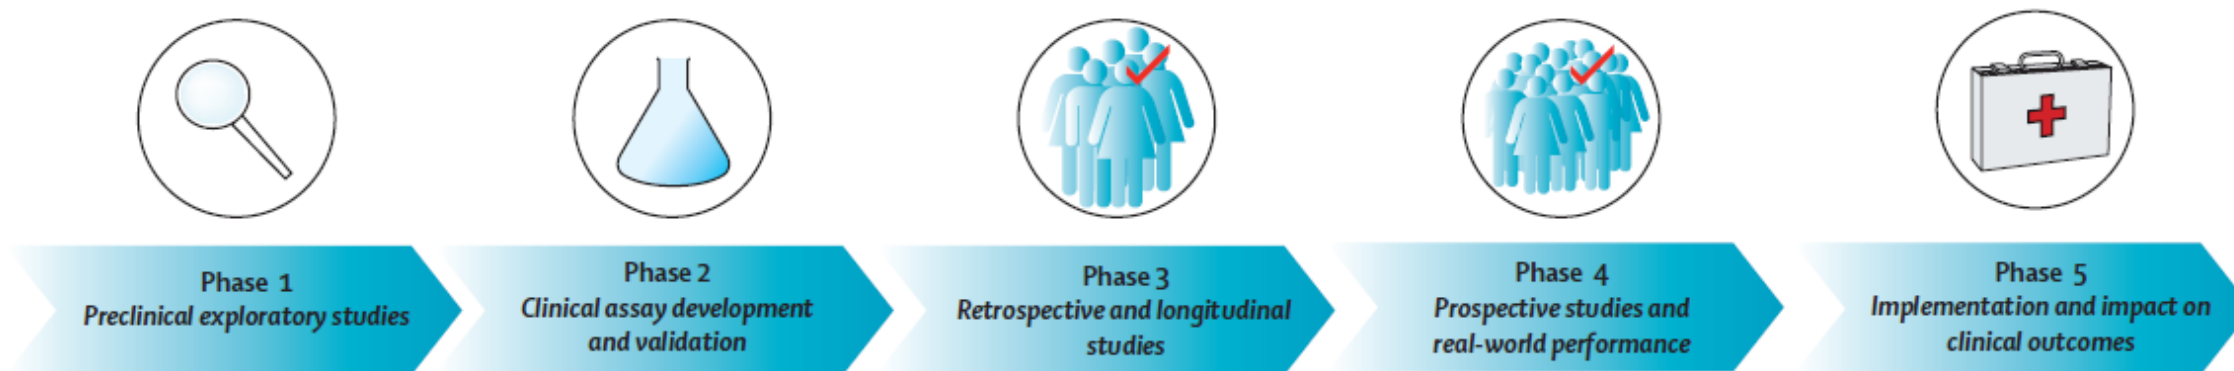 Phase 1
Preclinical exploratory studies
Phase 2
Clinical assay development
and validation
Phase 3
Retrospective and longitudinal
studies
Phase 4
Prospective studies and
real-world performance
Phase 5
Implementation and impact on
clinical outcomes